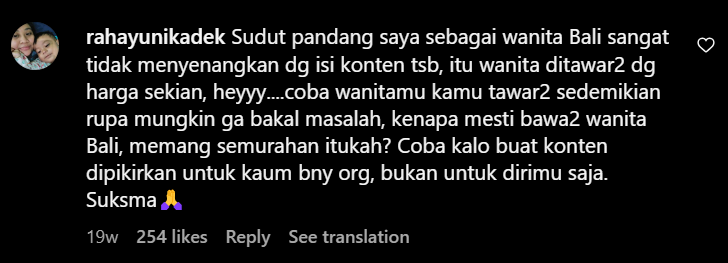 rahayunikadek Sudut pandang saya sebagai wanita Bali sangat
tidak menyenangkan dg isi konten tsb, itu wanita ditawar2 dg
harga sekian, heyyy....coba wanitamu kamu tawar2 sedemikian
rupa mungkin ga bakal masalah, kenapa mesti bawa2 wanita
Bali, memang semurahan itukah? Coba kalo buat konten
dipikirkan untuk kaum bny org, bukan untuk dirimu saja.
Suksma🙏
19w 254 likes Reply See translation